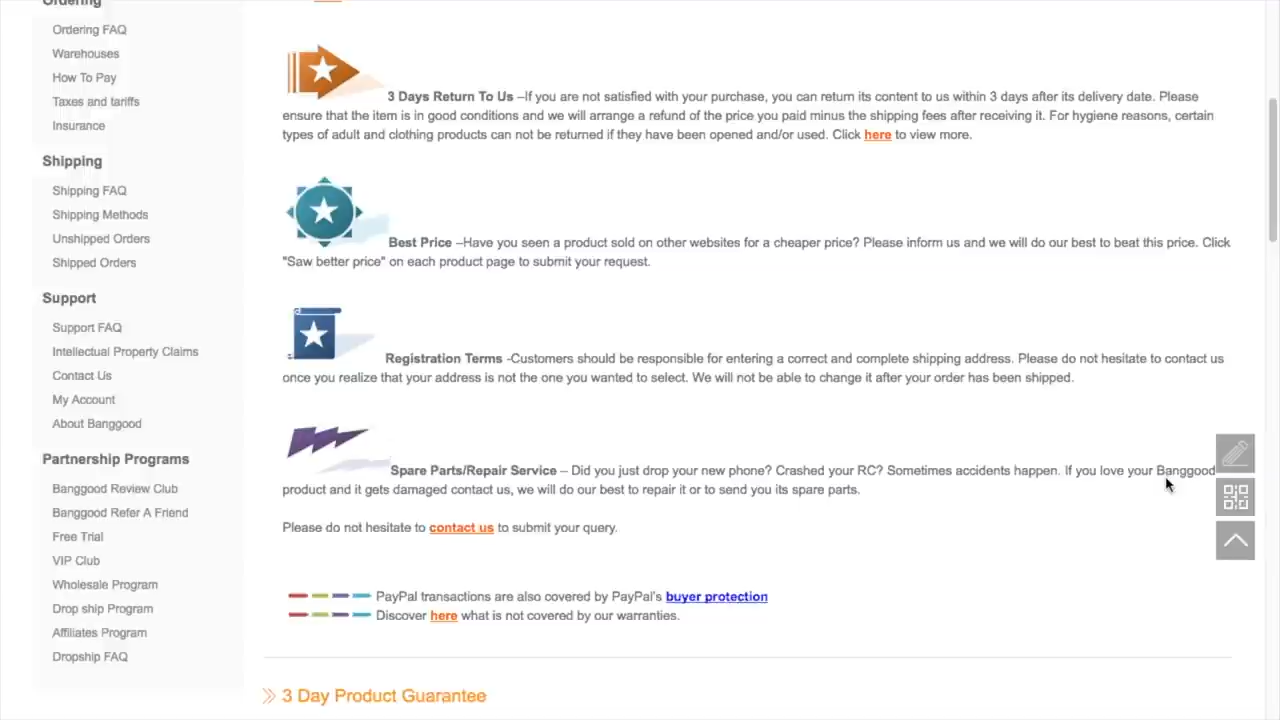 Ordering
Ordering FAQ
Warehouses
How To Pay
Taxes and tariffs
Insurance
Shipping
Shipping FAQ
Shipping Methods
Unshipped Orders
Shipped Orders
Support
Support FAQ
Intellectual Property Claims
Contact Us
My Account
About Banggood
Partnership Programs
Banggood Review Club
Banggood Refer A Friend
Free Trial
VIP Club
Wholesale Program
Drop ship Program
Affiliates Program
Dropship FAQ
3 Days Return To Us –If you are not satisfied with your purchase, you can return its content to us within 3 days after its delivery date. Please
ensure that the item is in good conditions and we will arrange a refund of the price you paid minus the shipping fees after receiving it. For hygiene reasons, certain
types of adult and clothing products can not be returned if they have been opened and/or used. Click here to view more.
Best Price –Have you seen a product sold on other websites for a cheaper price? Please inform us and we will do our best to beat this price. Click
"Saw better price" on each product page to submit your request.
Registration Terms -Customers should be responsible for entering a correct and complete shipping address. Please do not hesitate to contact us
once you realize that your address is not the one you wanted to select. We will not be able to change it after your order has been shipped.
Spare Parts/Repair Service – Did you just drop your new phone? Crashed your RC? Sometimes accidents happen. If you love your Banggood
product and it gets damaged contact us, we will do our best to repair it or to send you its spare parts.
Please do not hesitate to contact us to submit your query.
PayPal transactions are also covered by PayPal's buyer protection
Discover here what is not covered by our warranties.
3 Day Product Guarantee